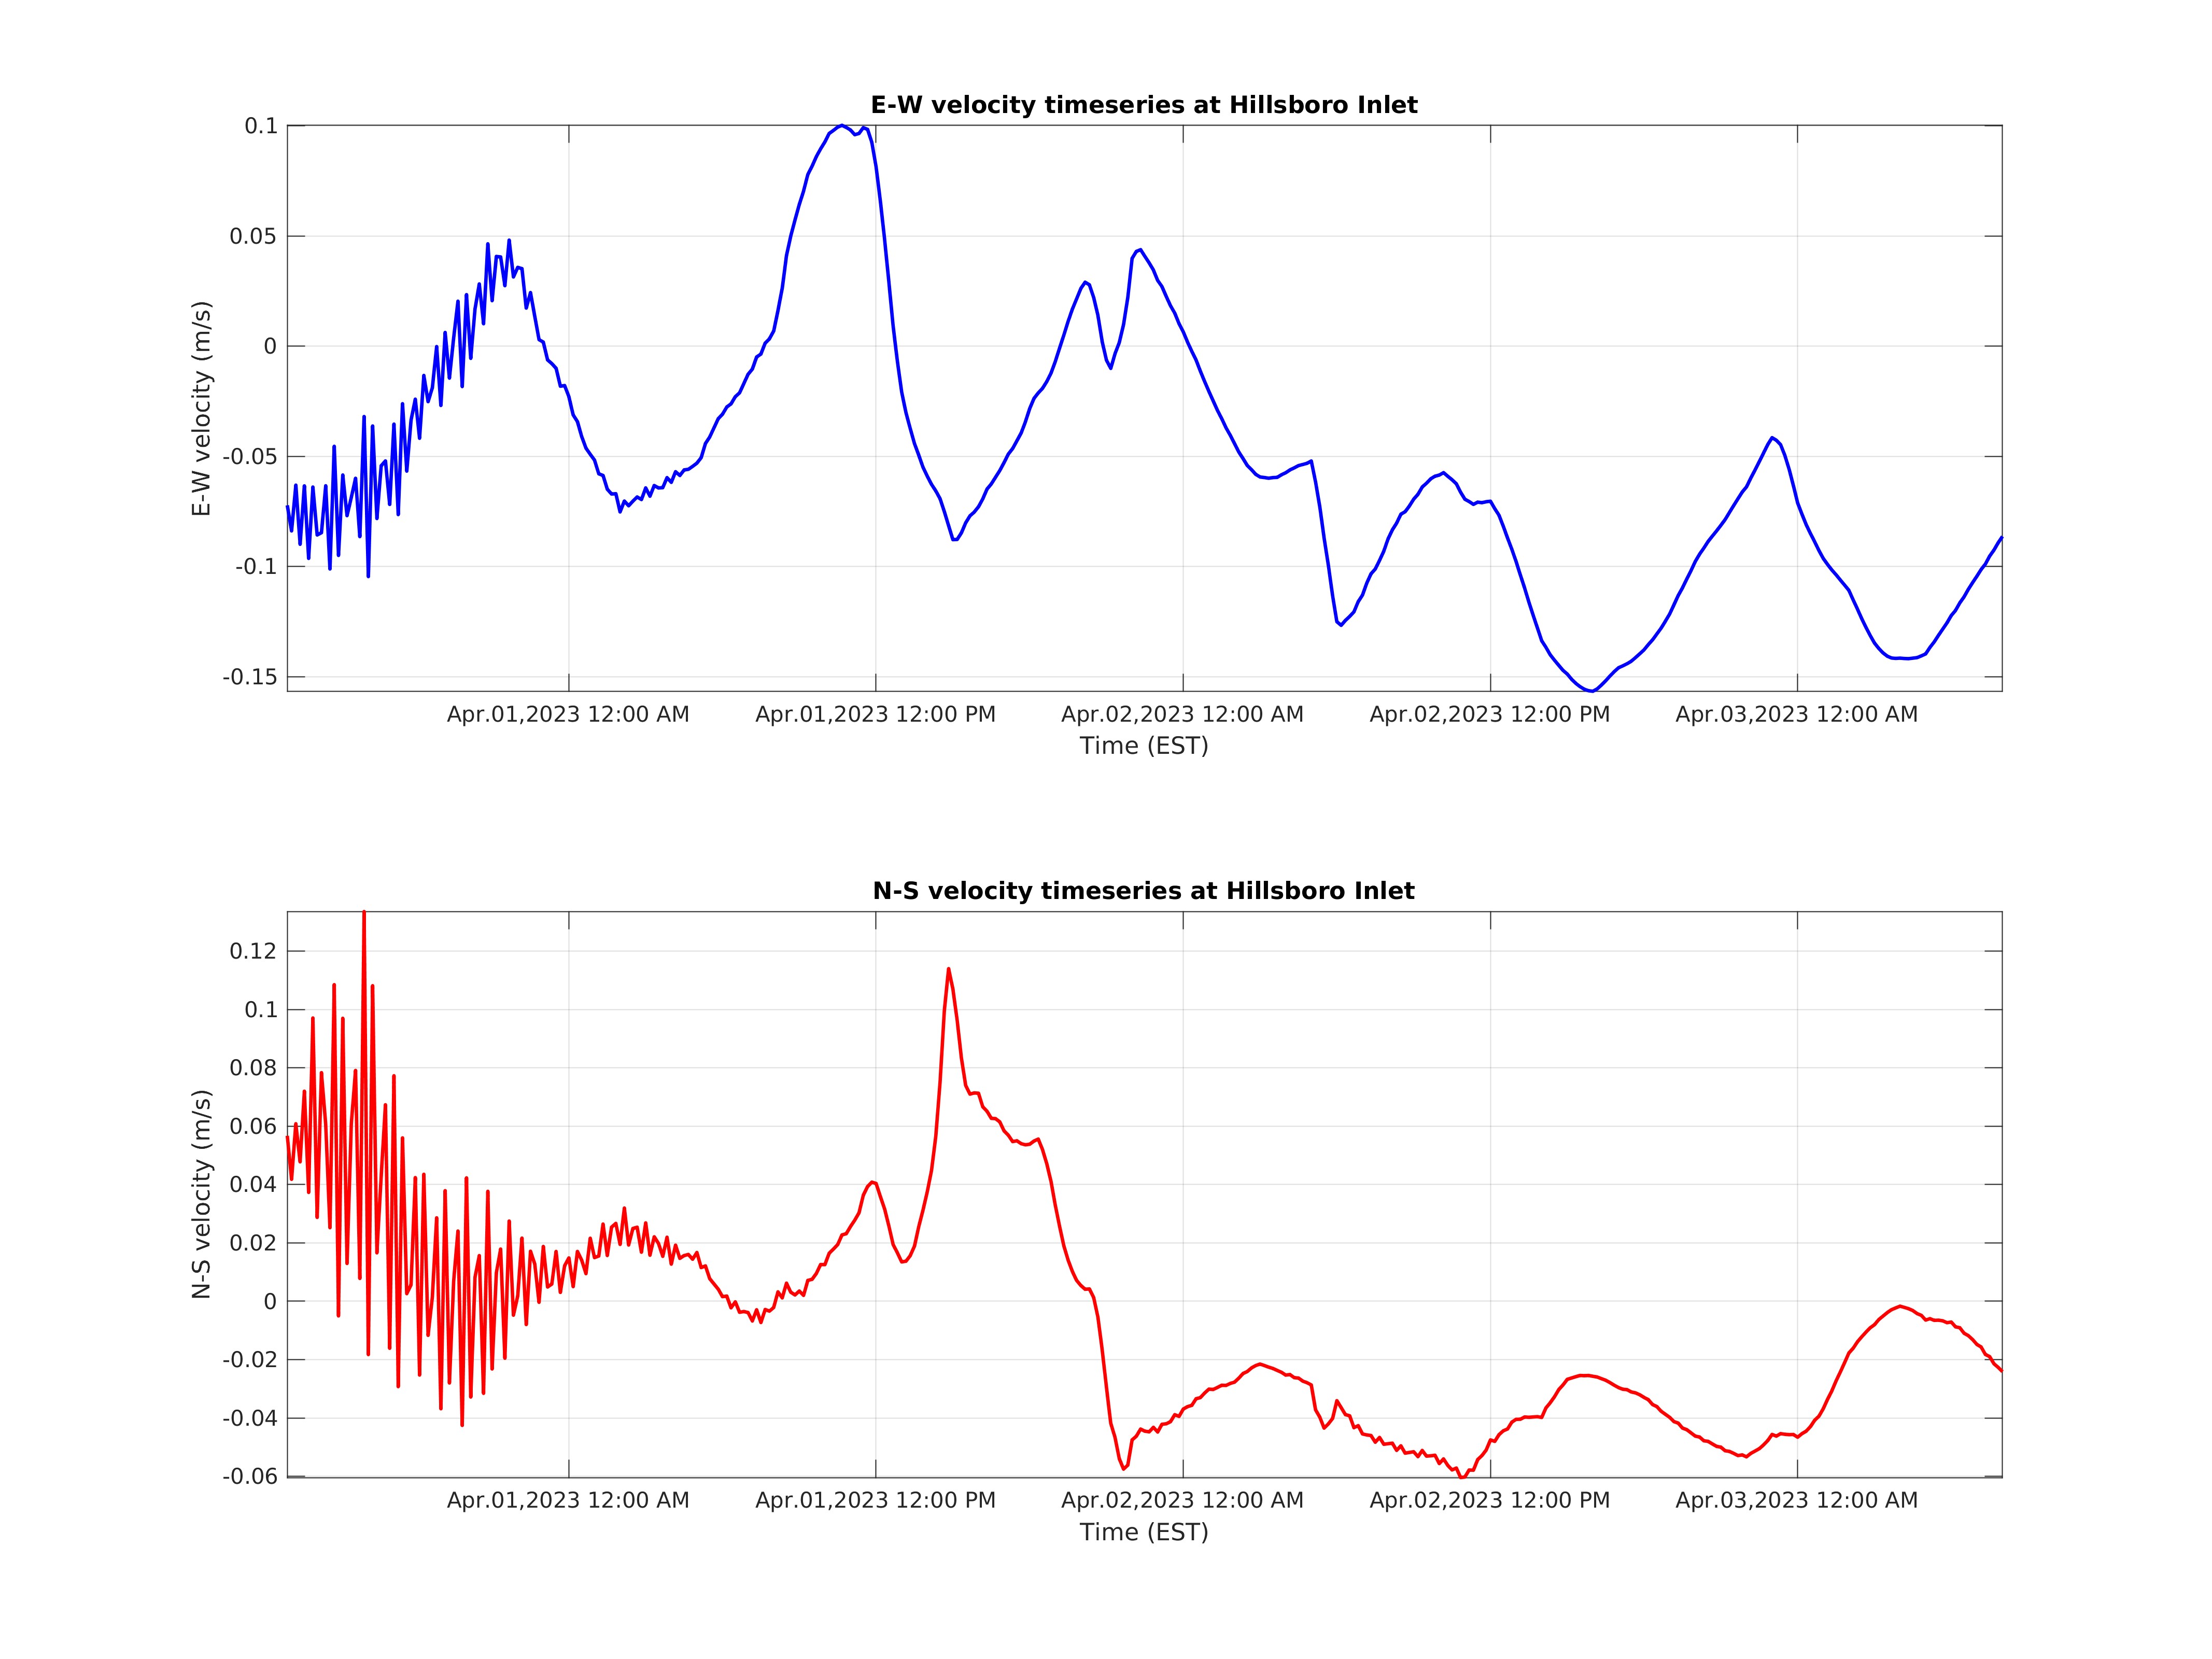 E-W velocity timeseries at Hillsboro Inlet
0.1
0.05
0
-0.05
-0.1
-0.15
E-W velocity (m/s)
Apr.01,2023 12:00 AM Apr.01,2023 12:00 PM Apr.02,2023 12:00 AM Apr.02,2023 12:00 PM Apr.03,2023 12:00 AM
Time (EST)
N-S velocity timeseries at Hillsboro Inlet
0.12
0.1
0.08
0.06
0.04
0.02
0
-0.02
-0.04
-0.06
N-S velocity (m/s)
Apr.01,2023 12:00 AM Apr.01,2023 12:00 PM Apr.02,2023 12:00 AM Apr.02,2023 12:00 PM Apr.03,2023 12:00 AM
Time (EST)